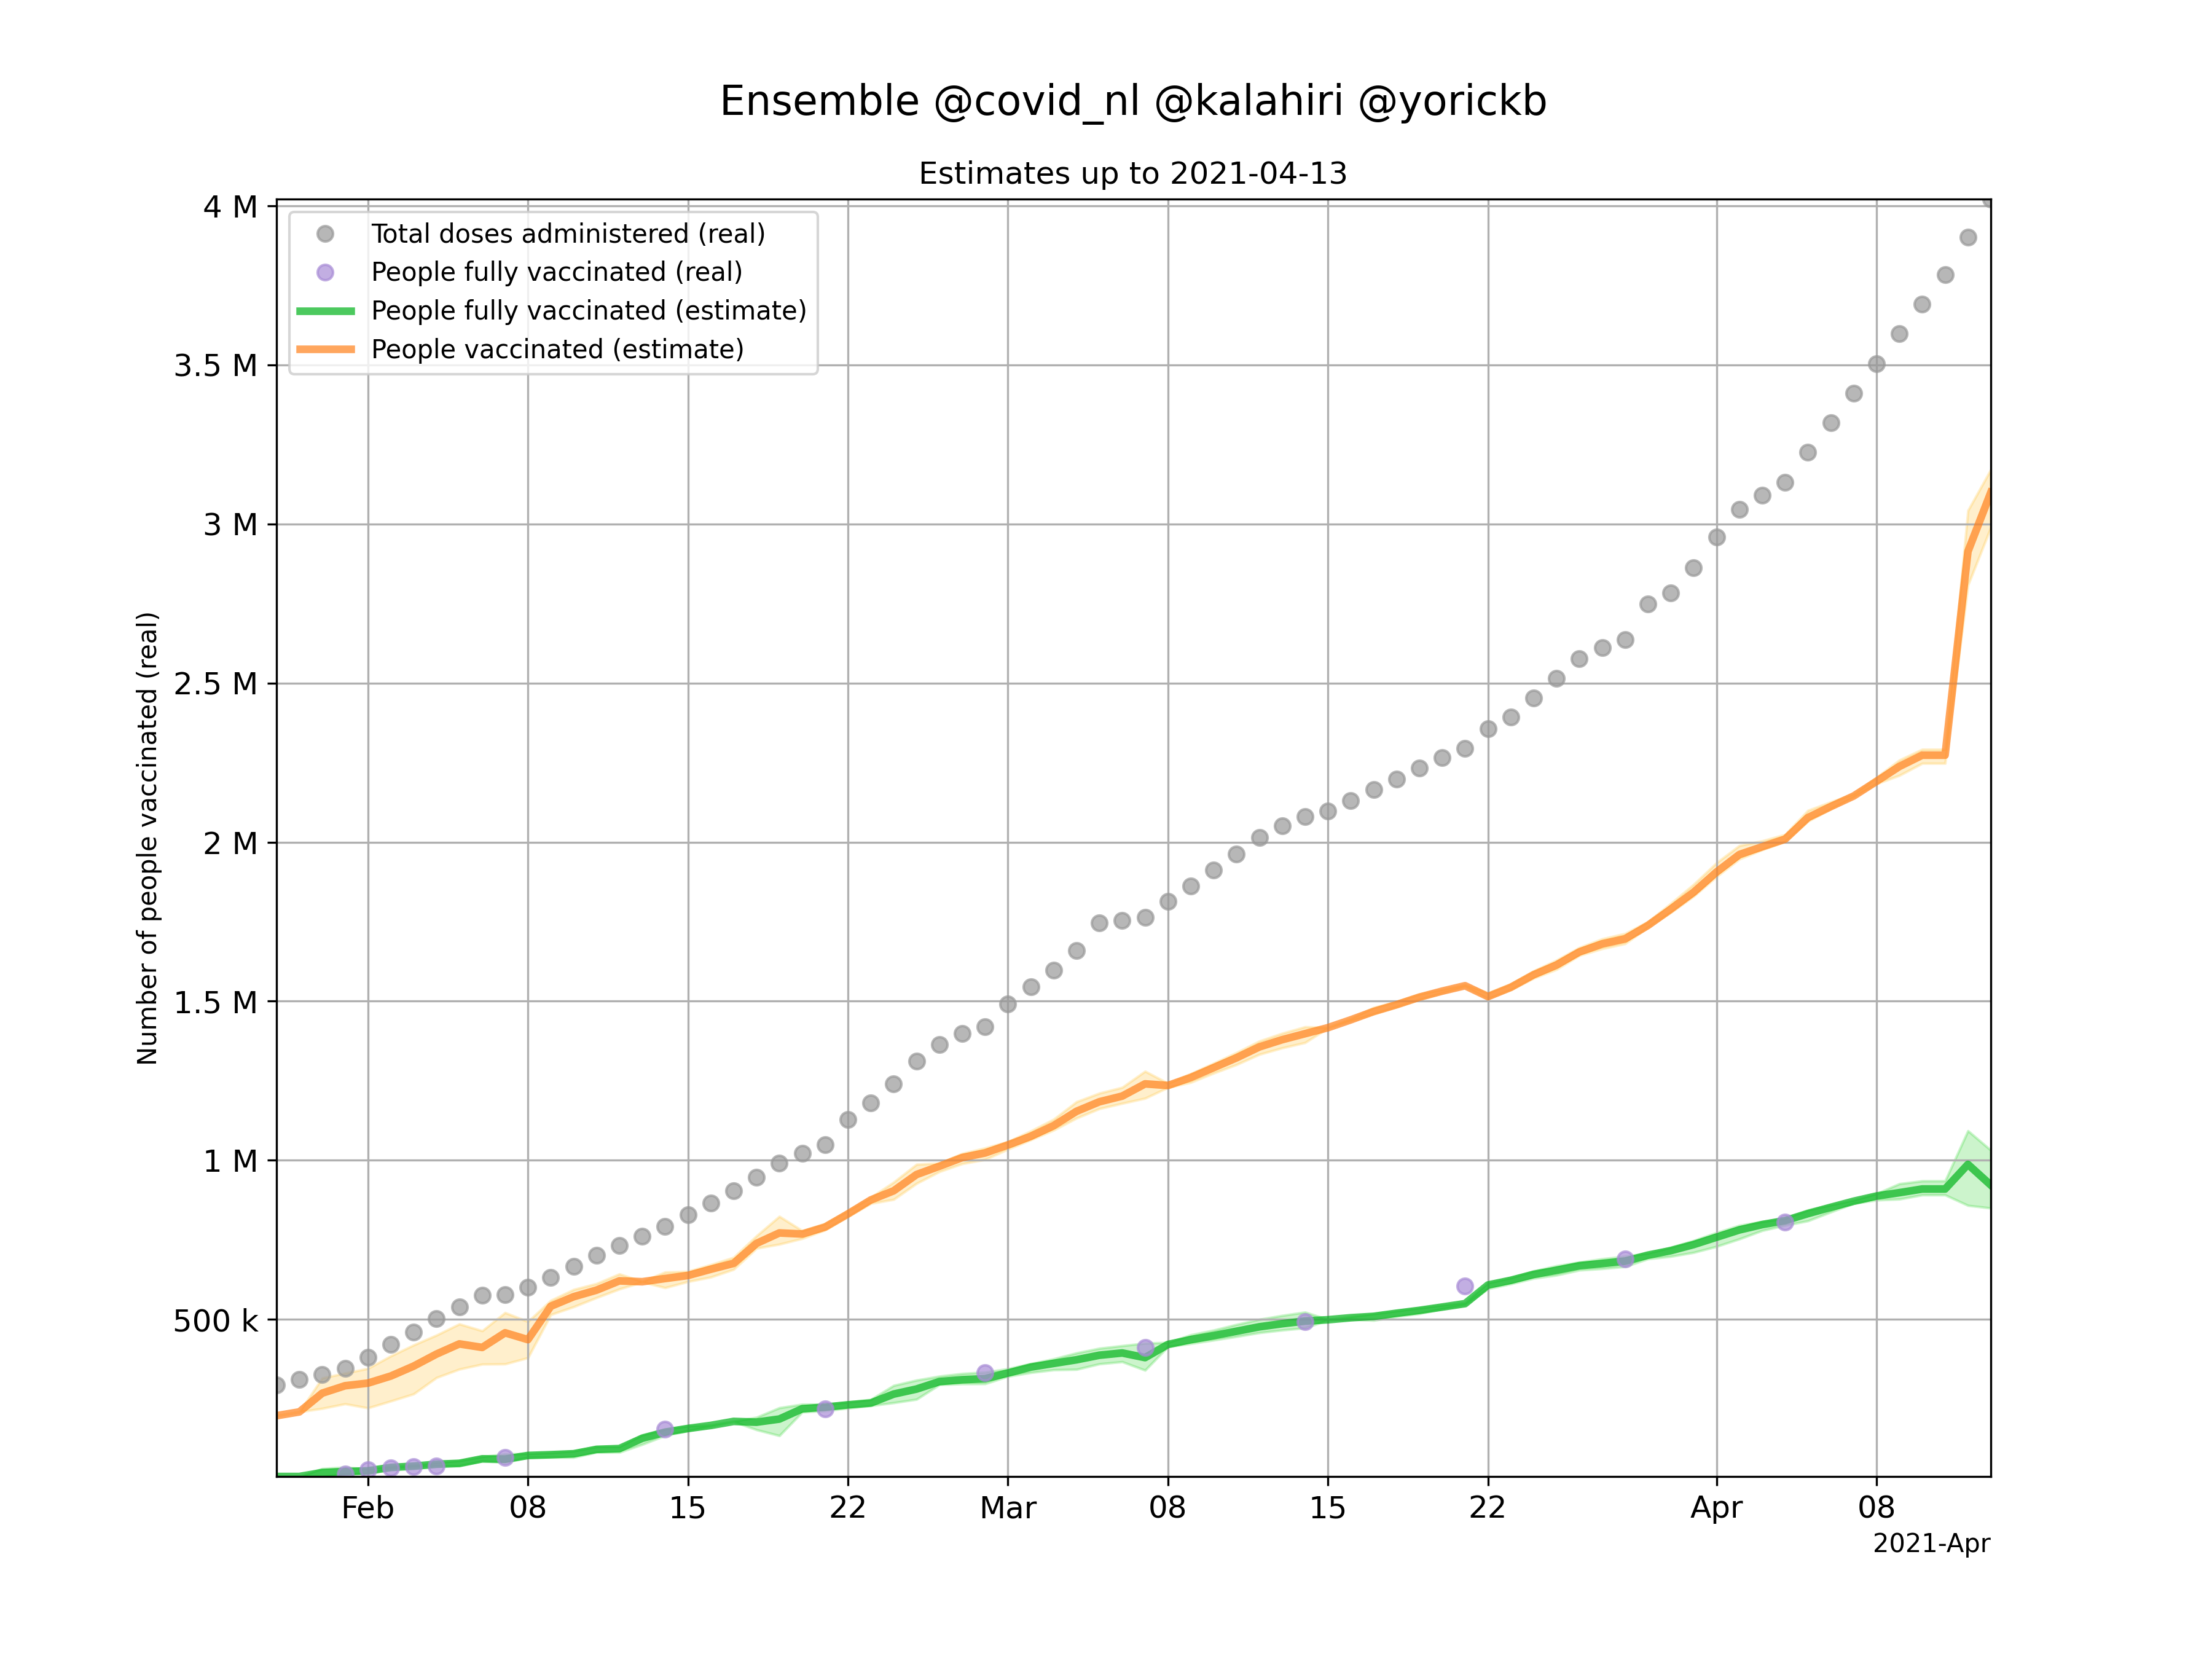 Ensemble @covid_nl @kalahiri @yorickb
Estimates up to 2021-04-13
Total doses administered (real)
People fully vaccinated (real)
People fully vaccinated (estimate)
People vaccinated (estimate)
Number of people vaccinated (real)
4 M
3.5 M
3 M
2.5 M
2 M
1.5 M
1 M
500 k
Feb 08 15 22 Mar 08 15 22 Apr 08
2021-Apr